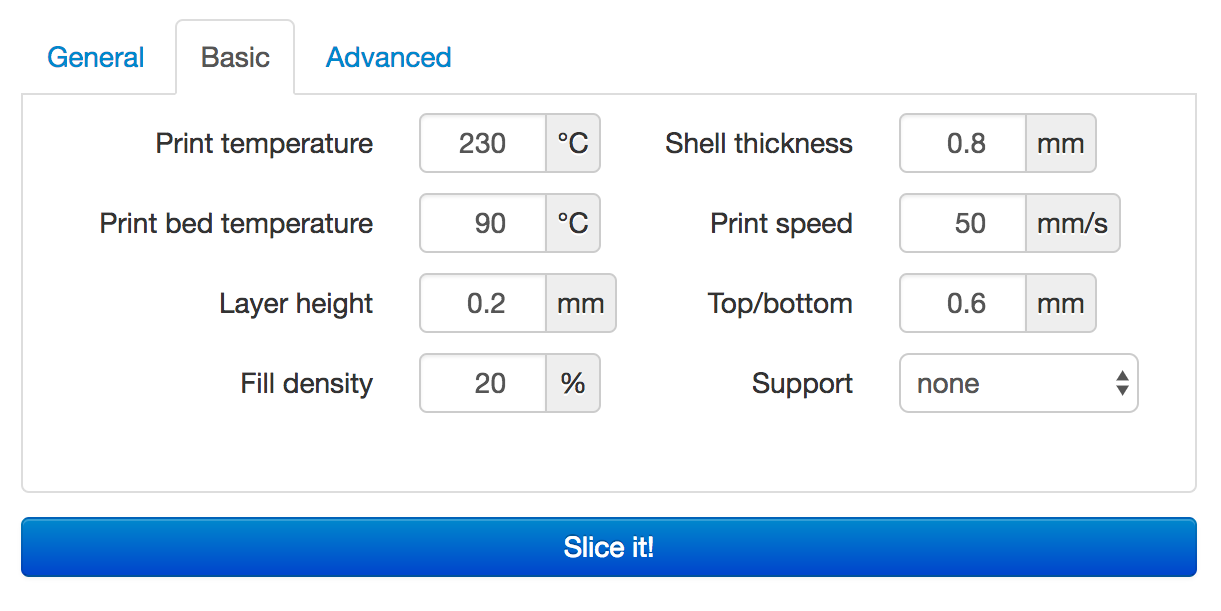 General Basic Advanced
Print temperature 230 °C Shell thickness 0.8 mm
Print bed temperature 90 °C Print speed 50 mm/s
Layer height 0.2 mm Top/bottom 0.6 mm
Fill density 20 % Support none
Slice it!